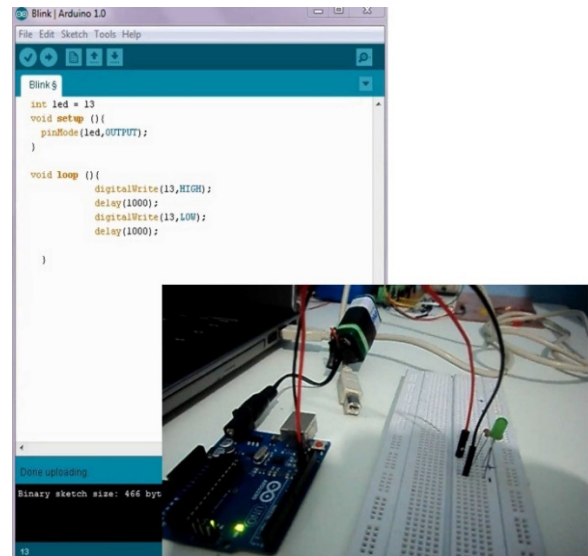 Blink | Arduino 1.0
File Edit Sketch Tools Help
Blink §
int led = 13
void setup (){
pinMode(led,OUTPUT);
}
void loop (){
digitalWrite(13,HIGH);
delay(1000);
digitalWrite(13,LOW);
delay(1000);
}
Done uploading.
Binary sketch size: 466 byt
13
ARDUINO
UNO